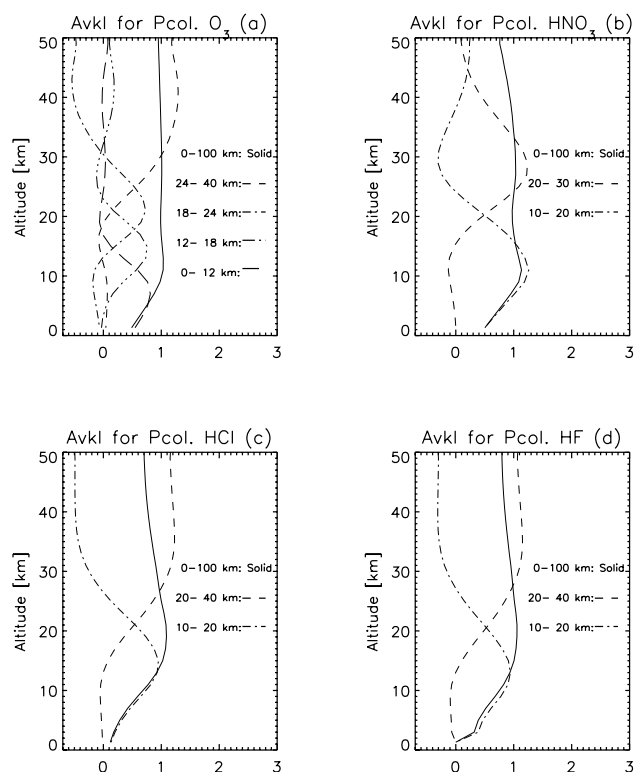 Avkl for Pcol. O3 (a)
50
40
30
20
10
0
Altitude [km]
0-100 km: Solid
24- 40 km:
18- 24 km:
12- 18 km:
0- 12 km:
0 1 2 3
Avkl for Pcol. HNO3 (b)
50
40
30
20
10
0
Altitude [km]
0-100 km: Solid
20- 30 km:
10- 20 km:
0 1 2 3
Avkl for Pcol. HCl (c)
50
40
30
20
10
0
Altitude [km]
0-100 km: Solid
20- 40 km:
10- 20 km:
0 1 2 3
Avkl for Pcol. HF (d)
50
40
30
20
10
0
Altitude [km]
0-100 km: Solid
20- 40 km:
10- 20 km:
0 1 2 3